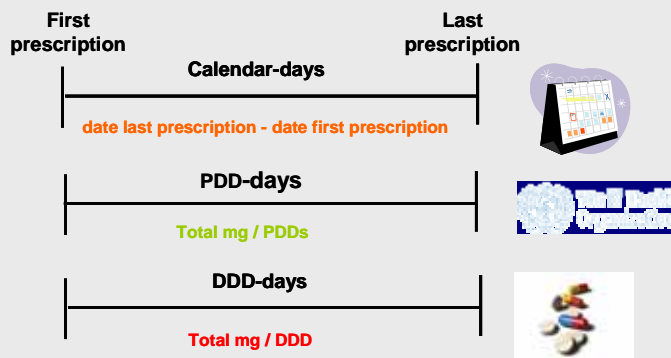 First prescription
Last prescription
Calendar-days
date last prescription - date first prescription
PDD-days
Total mg / PDDs
DDD-days
Total mg / DDD